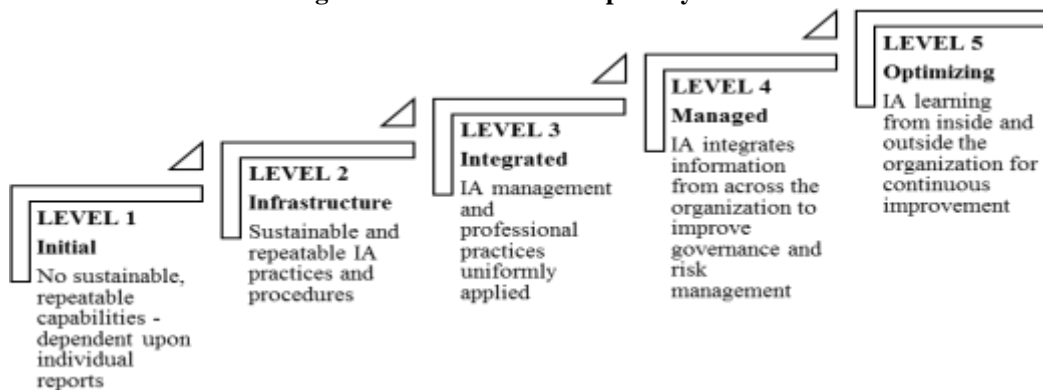 LEVEL 1
Initial
No sustainable,
repeatable
capabilities -
dependent upon
individual
reports
LEVEL 2
Infrastructure
Sustainable and
repeatable IA
practices and
procedures
LEVEL 3
Integrated
IA management
and
professional
practices
uniformly
applied
LEVEL 4
Managed
IA integrates
information
from across the
organization to
improve
governance and
risk
management
LEVEL 5
Optimizing
IA learning
from inside and
outside the
organization for
continuous
improvement